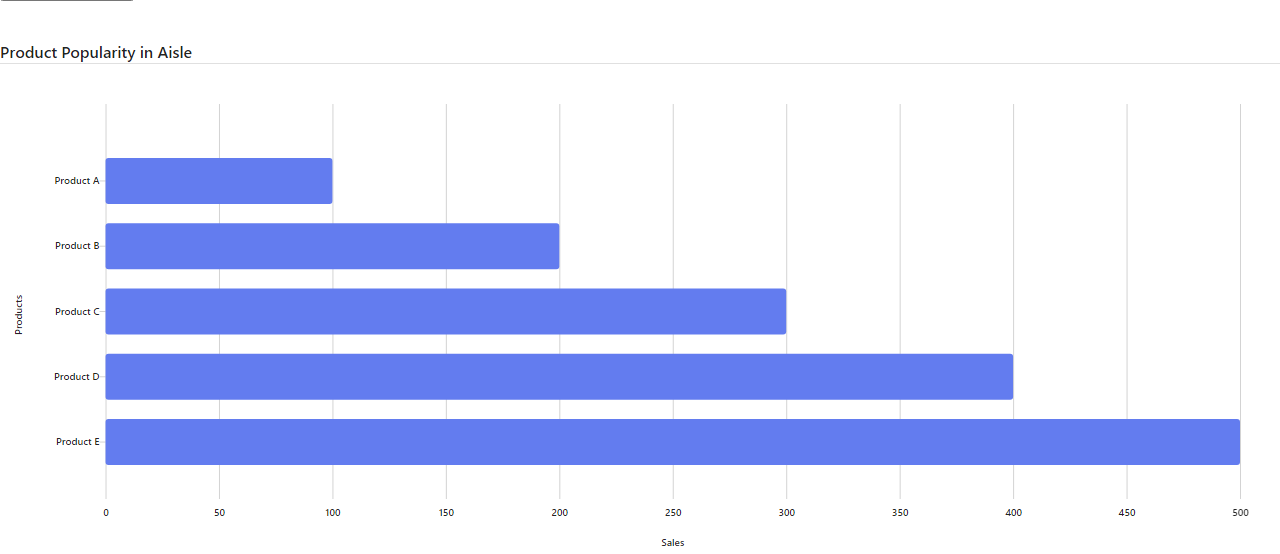 Product Popularity in Aisle
Product A
Product B
Product C
Product D
Product E
Products
0 50 100 150 200 250 300 350 400 450 500
Sales